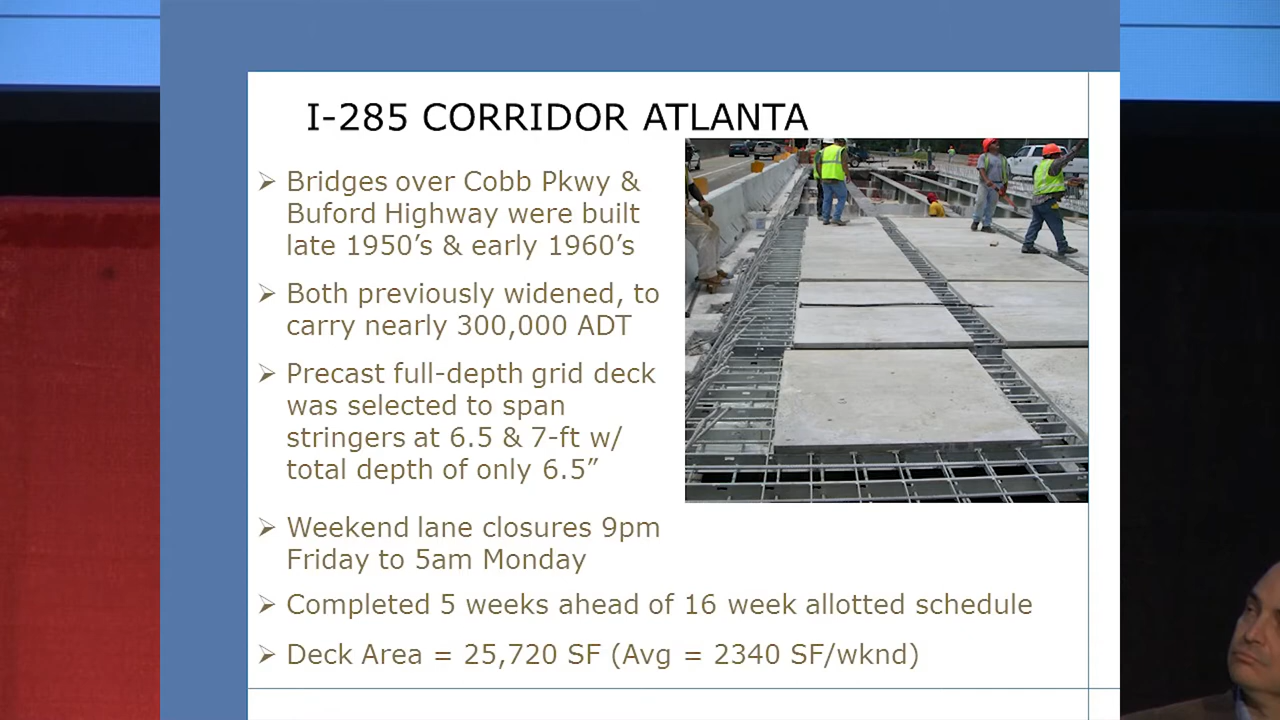 I-285 CORRIDOR ATLANTA
Bridges over Cobb Pkwy &
Buford Highway were built
late 1950’s & early 1960’s
Both previously widened, to
carry nearly 300,000 ADT
Precast full-depth grid deck
was selected to span
stringers at 6.5 & 7-ft w/
total depth of only 6.5”
Weekend lane closures 9pm
Friday to 5am Monday
Completed 5 weeks ahead of 16 week allotted schedule
Deck Area = 25,720 SF (Avg = 2340 SF/wknd)